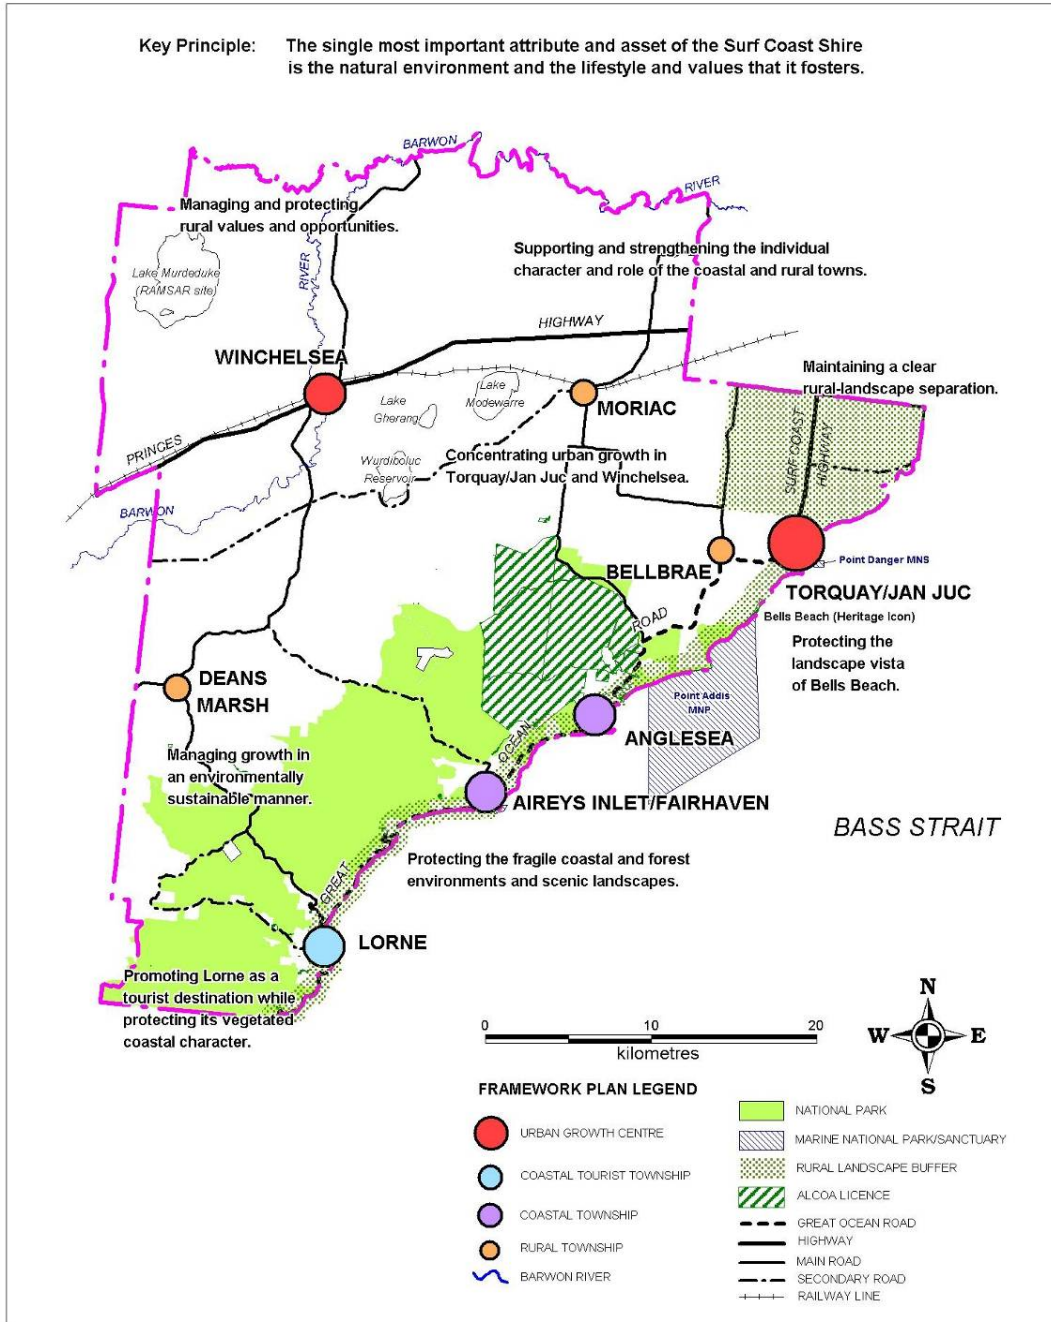 Key Principle: The single most important attribute and asset of the Surf Coast Shire
is the natural environment and the lifestyle and values that it fosters.
BARWON
RIVER
Managing and protecting
rural values and opportunities.
Supporting and strengthening the individual
character and role of the coastal and rural towns.
Lake Murdeduke
(RAMSAR site)
RIVER
HIGHWAY
WINCHELSEA
Maintaining a clear
rural-landscape separation.
Lake
Modewarre
MORIAC
Lake
Gherang
PRINCES
SURF COAST
HIGHWAY
Concentrating urban growth in
Torquay/Jan Juc and Winchelsea.
Wurdiboluc
Reservoir
BARWON
Point Danger MNS
BELLBRAE
TORQUAY/JAN JUC
Bells Beach (Heritage Icon)
ROAD
Protecting the
landscape vista
of Bells Beach.
DEANS
MARSH
Point Addis
MNP
ANGLESEA
OCEAN
Managing growth in
an environmentally
sustainable manner.
AIREYS INLET/FAIRHAVEN
BASS STRAIT
Protecting the fragile coastal and forest
environments and scenic landscapes.
GREAT
LORNE
Promoting Lorne as a
tourist destination while
protecting its vegetated
coastal character.
N
W E
S
0 10 20
kilometres
FRAMEWORK PLAN LEGEND
URBAN GROWTH CENTRE
COASTAL TOURIST TOWNSHIP
COASTAL TOWNSHIP
RURAL TOWNSHIP
BARWON RIVER
NATIONAL PARK
MARINE NATIONAL PARK/SANCTUARY
RURAL LANDSCAPE BUFFER
ALCOA LICENCE
GREAT OCEAN ROAD
HIGHWAY
MAIN ROAD
SECONDARY ROAD
RAILWAY LINE